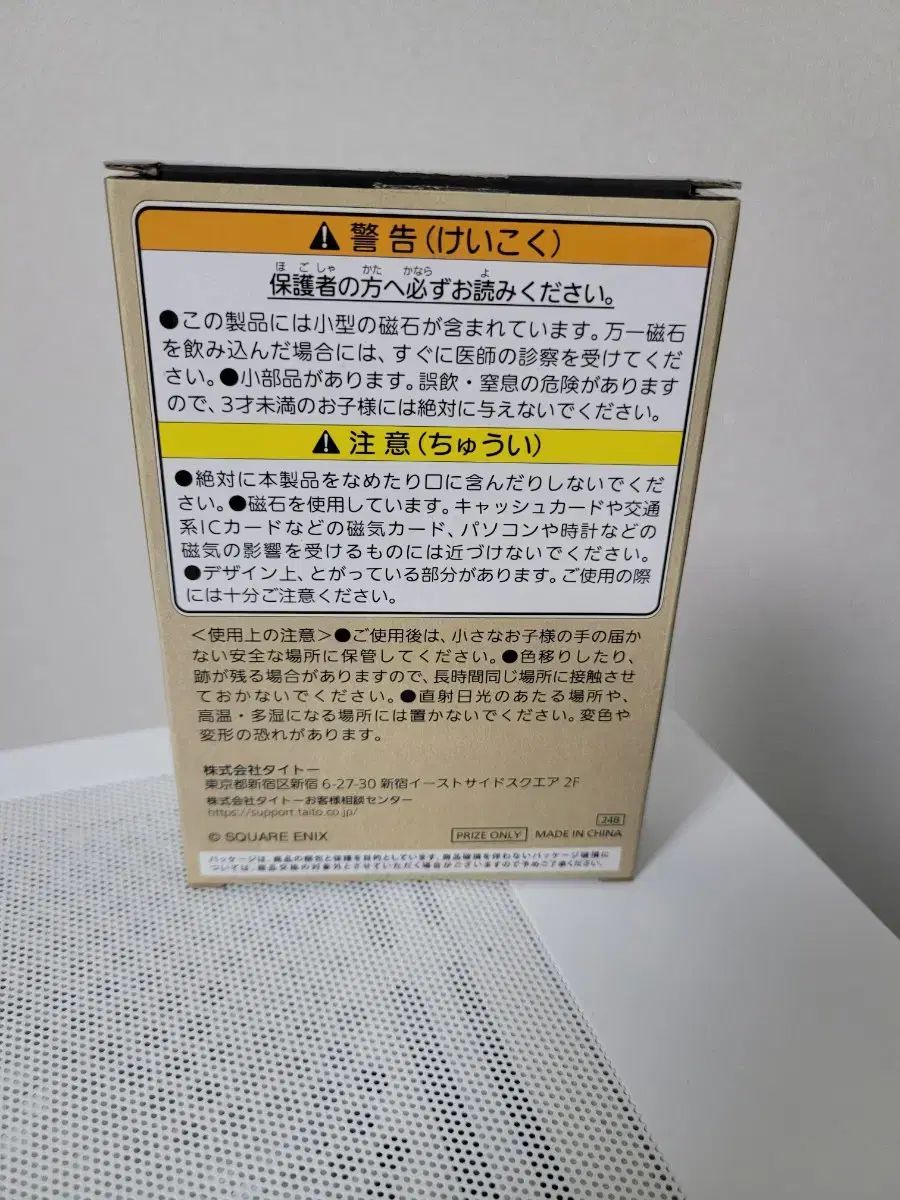 ⚠ 警告(けいこく)
ほごしゃ かた かなら よ
保護者の方へ必ずお読みください。
●この製品には小型の磁石が含まれています。万一磁石
を飲み込んだ場合には、すぐに医師の診察を受けてくだ
さい。●小部品があります。誤飲・窒息の危険があります
ので、3才未満のお子様には絶対に与えないでください。
⚠ 注意(ちゅうい)
●絶対に本製品をなめたり口に含んだりしないでくだ
さい。●磁石を使用しています。キャッシュカードや交通
系ICカードなどの磁気カード、パソコンや時計などの
磁気の影響を受けるものには近づけないでください。
●デザイン上、とがっている部分があります。ご使用の際
には十分ご注意ください。
<使用上の注意>●ご使用後は、小さなお子様の手の届か
ない安全な場所に保管してください。●色移りしたり、
跡が残る場合がありますので、長時間同じ場所に接触させ
ておかないでください。●直射日光のあたる場所や、
高温・多湿になる場所には置かないでください。変色や
変形の恐れがあります。
株式会社タイトー
東京都新宿区新宿 6-27-30 新宿イーストサイドスクエア 2F
株式会社タイトーお客様相談センター
https://support.taito.co.jp/
24B
© SQUARE ENIX PRIZE ONLY MADE IN CHINA